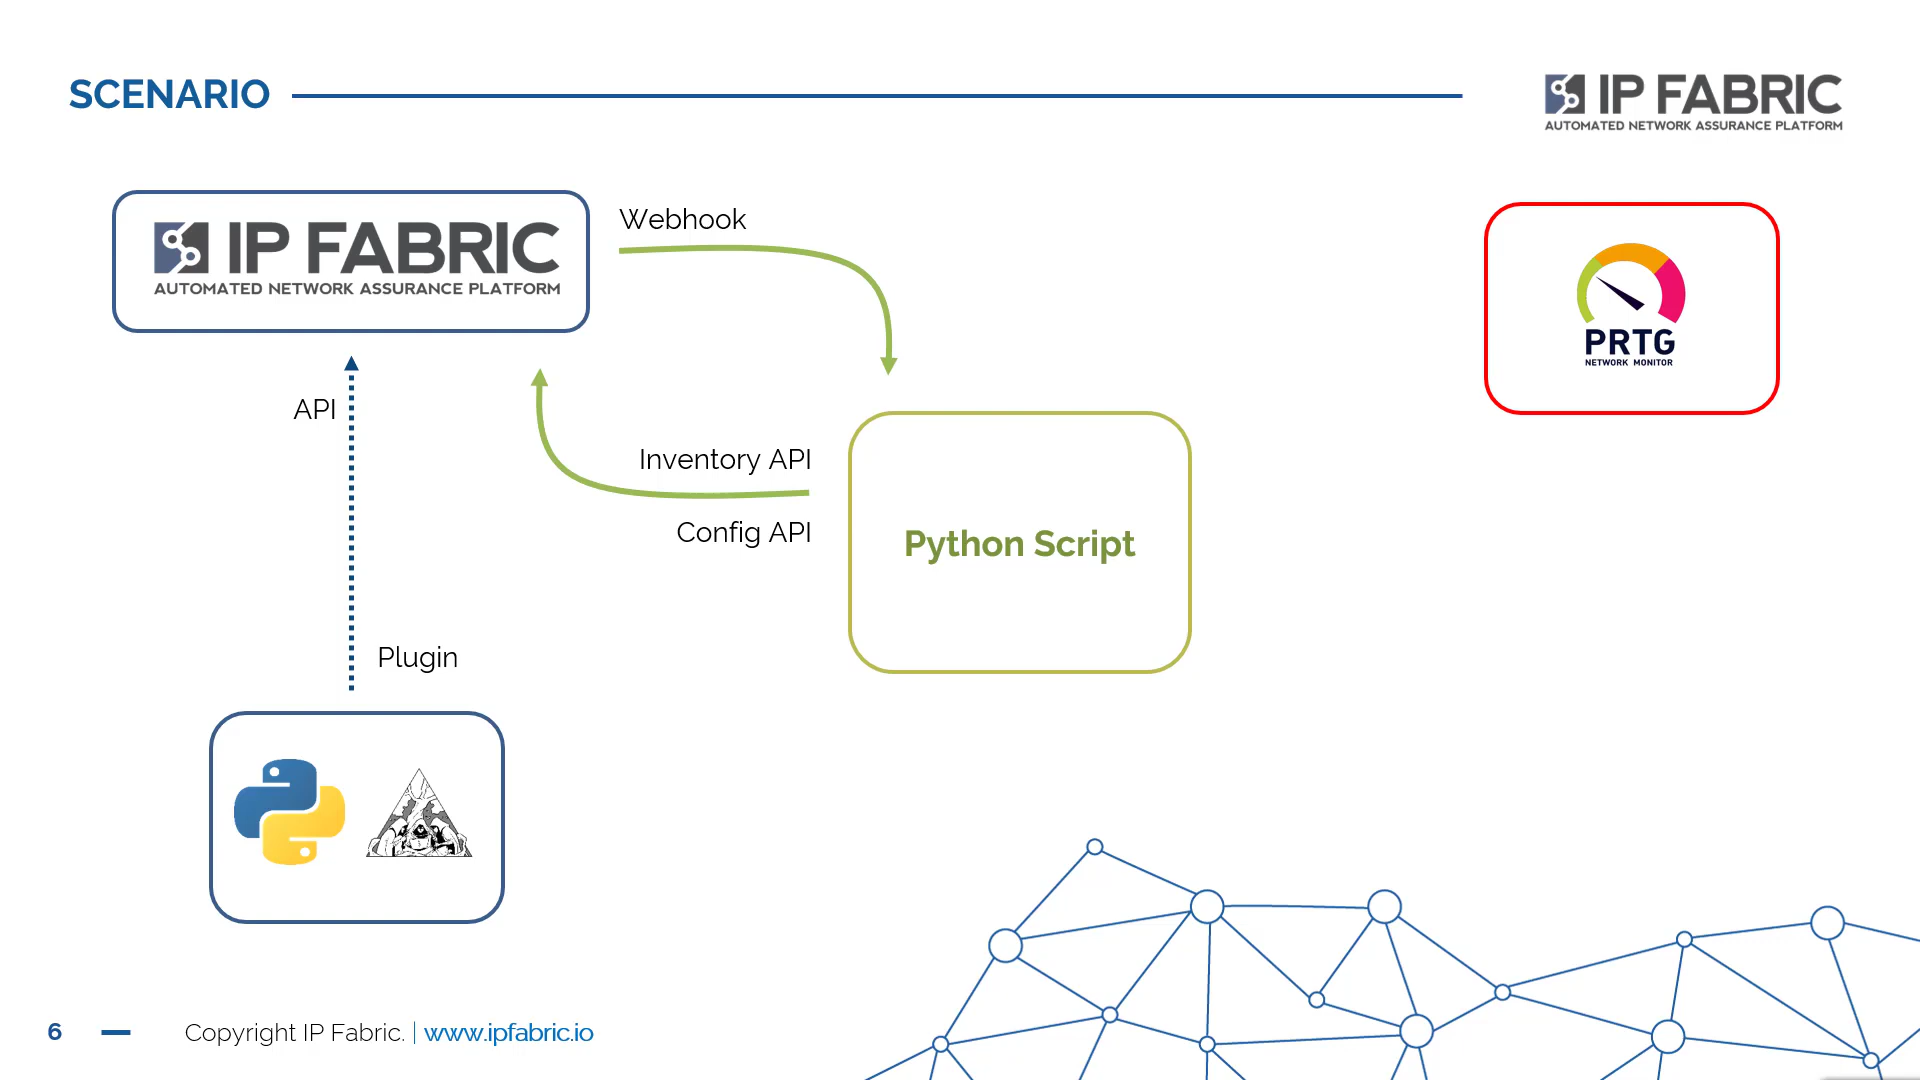 SCENARIO
IP FABRIC
AUTOMATED NETWORK ASSURANCE PLATFORM
IP FABRIC
AUTOMATED NETWORK ASSURANCE PLATFORM
Webhook
PRTG
NETWORK MONITOR
API
Inventory API
Config API
Python Script
Plugin
6
Copyright IP Fabric. | www.ipfabric.io